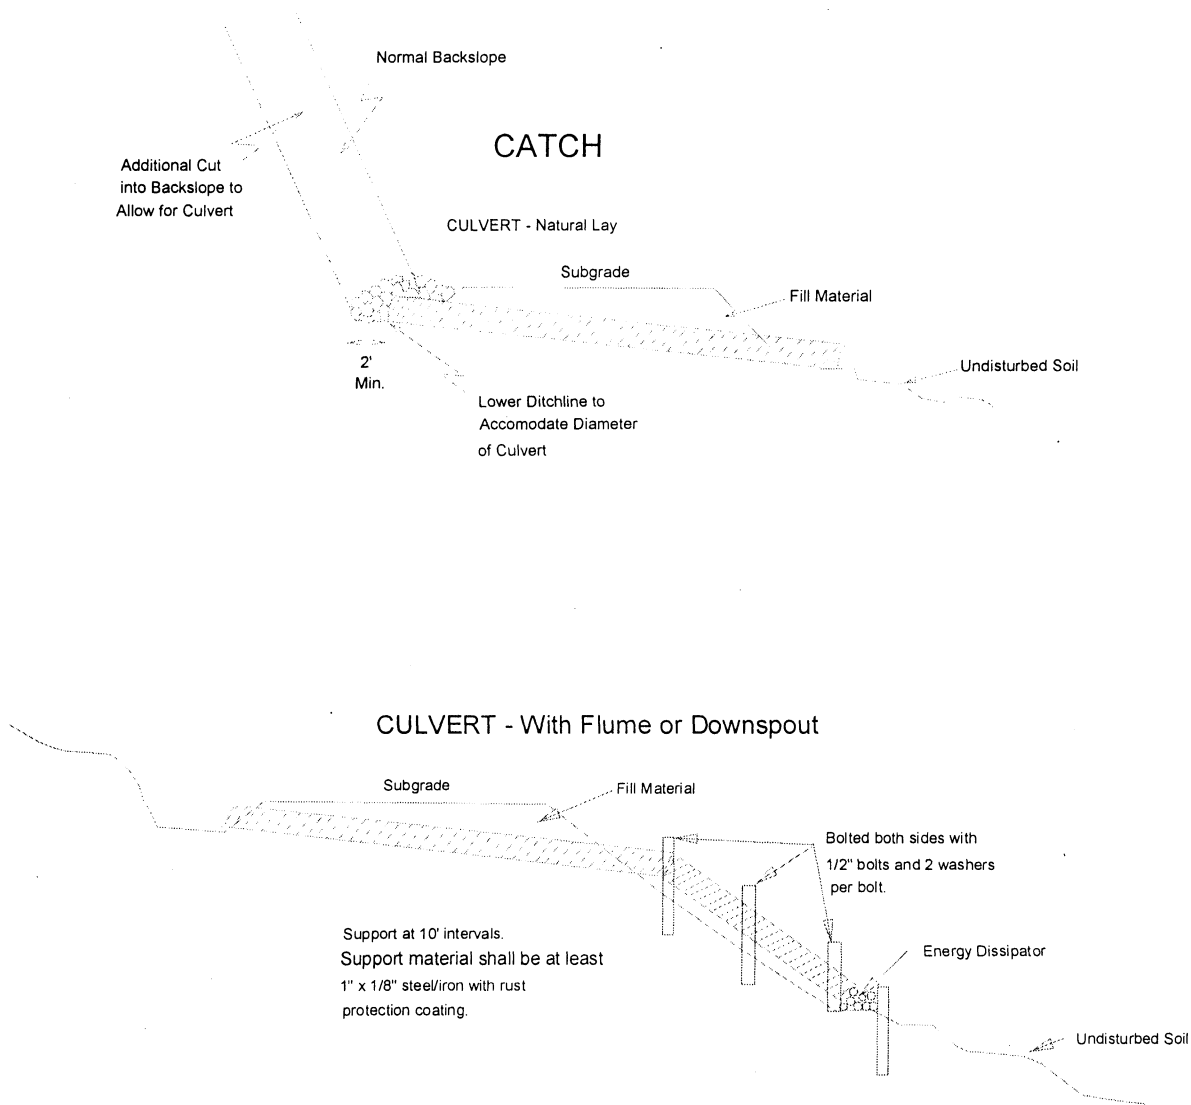 Normal Backslope
CATCH
Additional Cut
into Backslope to
Allow for Culvert
CULVERT - Natural Lay
Subgrade
Fill Material
2'
Min.
Undisturbed Soil
Lower Ditchline to
Accomodate Diameter
of Culvert
CULVERT - With Flume or Downspout
Subgrade
Fill Material
Bolted both sides with
1/2" bolts and 2 washers
per bolt.
Support at 10' intervals.
Support material shall be at least
1" x 1/8" steel/iron with rust
protection coating.
Energy Dissipator
Undisturbed Soil